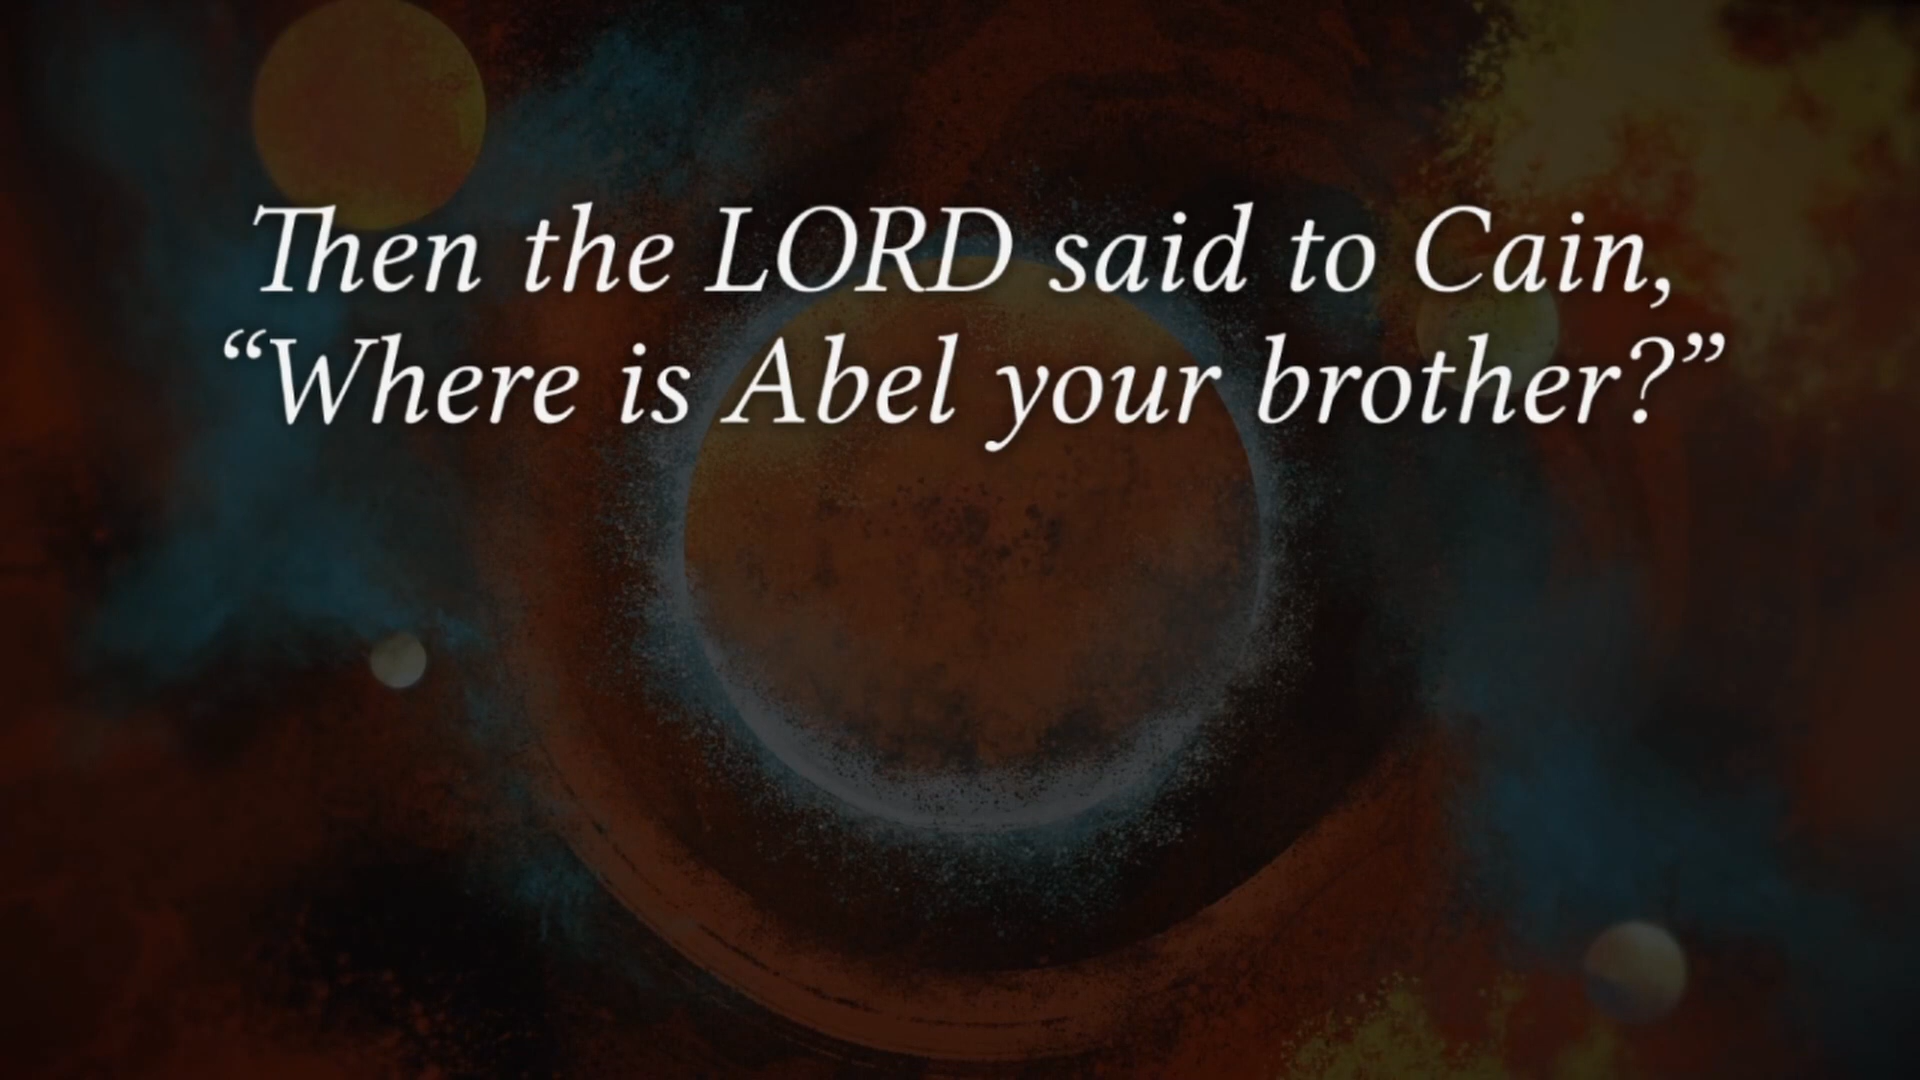 Then the LORD said to Cain,
“Where is Abel your brother?”